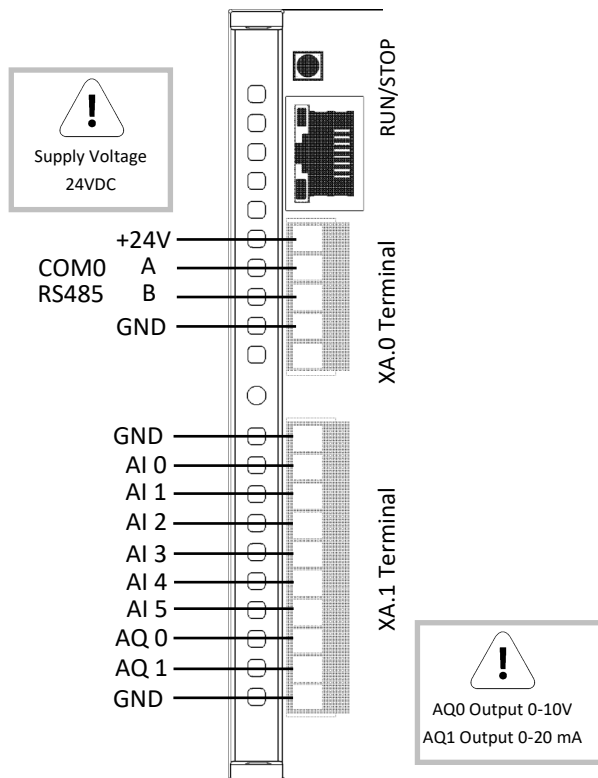 RUN/STOP
!
Supply Voltage
24VDC
+24V
COM0 A
RS485 B
GND
XA.0 Terminal
GND
AI 0
AI 1
AI 2
AI 3
AI 4
AI 5
AQ 0
AQ 1
GND
XA.1 Terminal
!
AQ0 Output 0-10V
AQ1 Output 0-20 mA